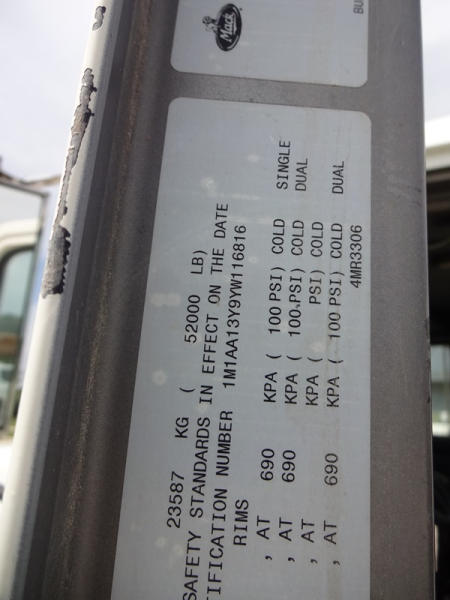 Mack
BU
23587 KG ( 52000 LB)
SAFETY STANDARDS IN EFFECT ON THE DATE
TIFICATION NUMBER 1M1AA13Y9YW116816
RIMS
, AT 690 KPA ( 100 PSI) COLD SINGLE
, AT 690 KPA ( 100 PSI) COLD DUAL
, AT KPA ( PSI) COLD
, AT 690 KPA ( 100 PSI) COLD DUAL
4MR3306